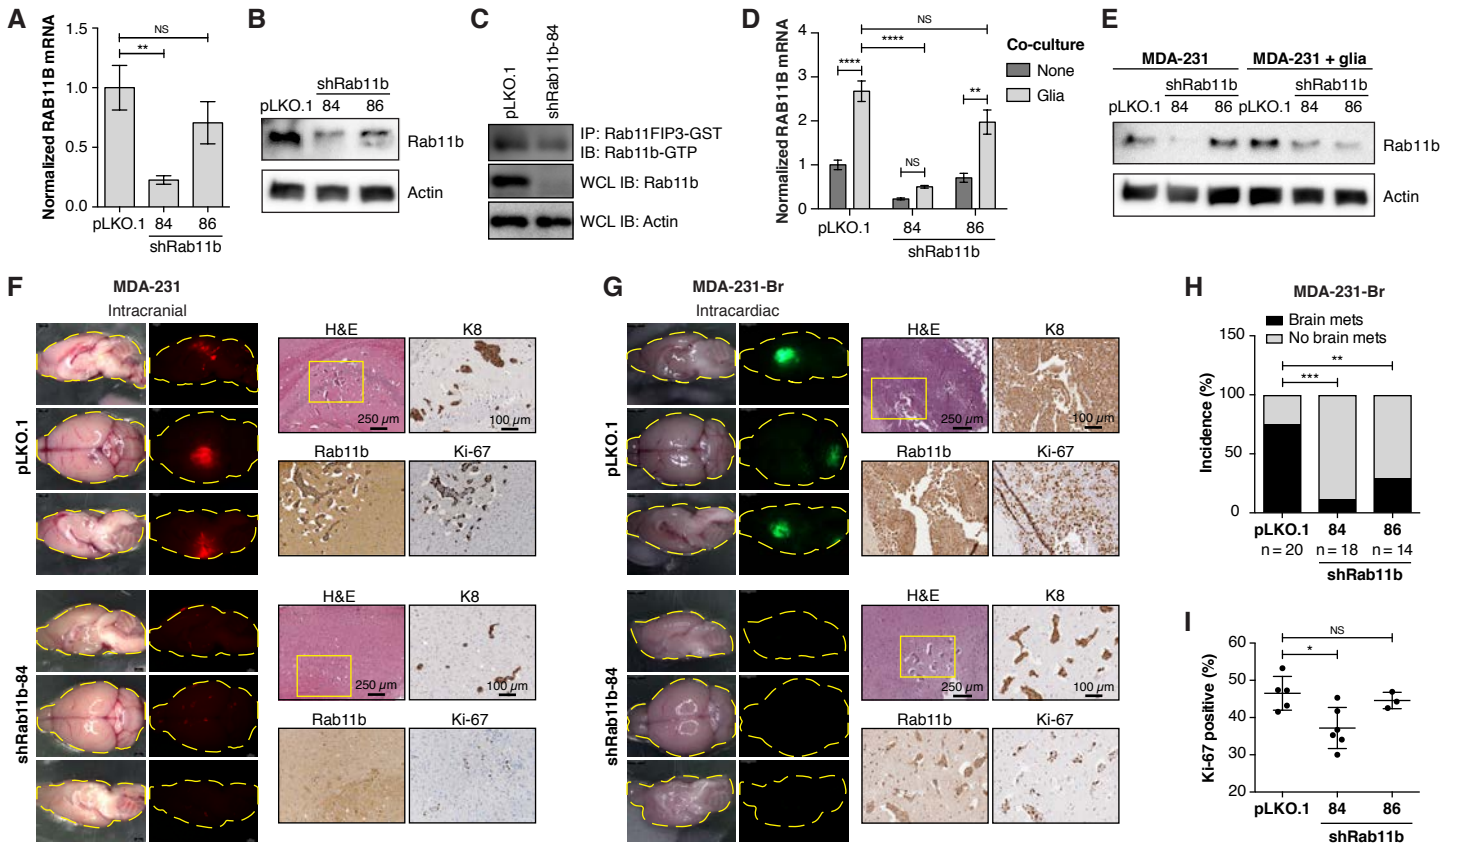 A
Normalized RAB11B mRNA
1.5
1.0
0.5
0.0
NS
**
pLKO.1 84 86
shRab11b
B
shRab11b
pLKO.1 84 86
Rab11b
Actin
C
pLKO.1
shRab11b-84
IP: Rab11FIP3-GST
IB: Rab11b-GTP
WCL IB: Rab11b
WCL IB: Actin
D
Normalized RAB11B mRNA
4
3
2
1
0
NS
****
****
**
NS
Co-culture
None
Glia
pLKO.1 84 86
shRab11b
E
MDA-231 MDA-231 + glia
shRab11b shRab11b
pLKO.1 84 86 pLKO.1 84 86
Rab11b
Actin
F
MDA-231
Intracranial
pLKO.1
H&E K8
250 µm 100 µm
Rab11b Ki-67
shRab11b-84
H&E K8
250 µm 100 µm
Rab11b Ki-67
G
MDA-231-Br
Intracardiac
pLKO.1
H&E K8
250 µm 100 µm
Rab11b Ki-67
shRab11b-84
H&E K8
250 µm 100 µm
Rab11b Ki-67
H
MDA-231-Br
Brain mets
No brain mets
Incidence (%)
150
100
50
0
**
***
pLKO.1 84 86
n = 20 n = 18 n = 14
shRab11b
I
Ki-67 positive (%)
60
50
40
30
20
NS
*
pLKO.1 84 86
shRab11b